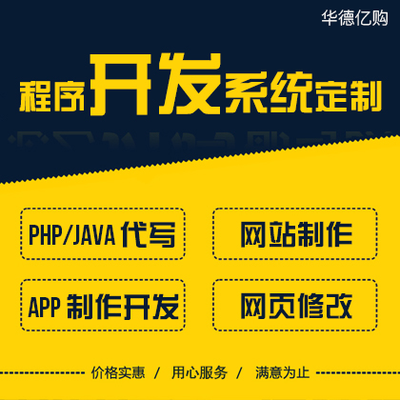 华德亿购
程序开发系统定制
PHP/JAVA 代写
网站制作
APP 制作开发
网页修改
价格实惠 / 用心服务 / 满意为止